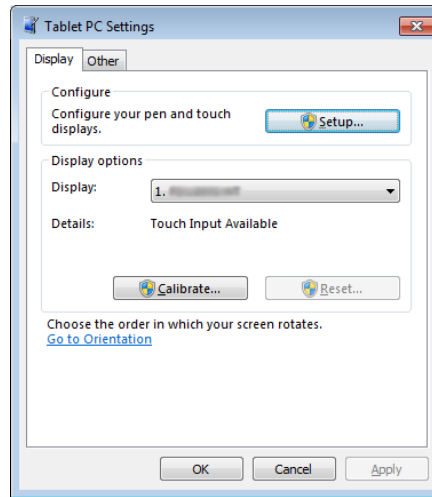 Tablet PC Settings
Display
Other
Configure
Configure your pen and touch
displays.
Setup...
Display options
Display:
1.
Details:
Touch Input Available
Calibrate...
Reset...
Choose the order in which your screen rotates.
Go to Orientation
OK
Cancel
Apply